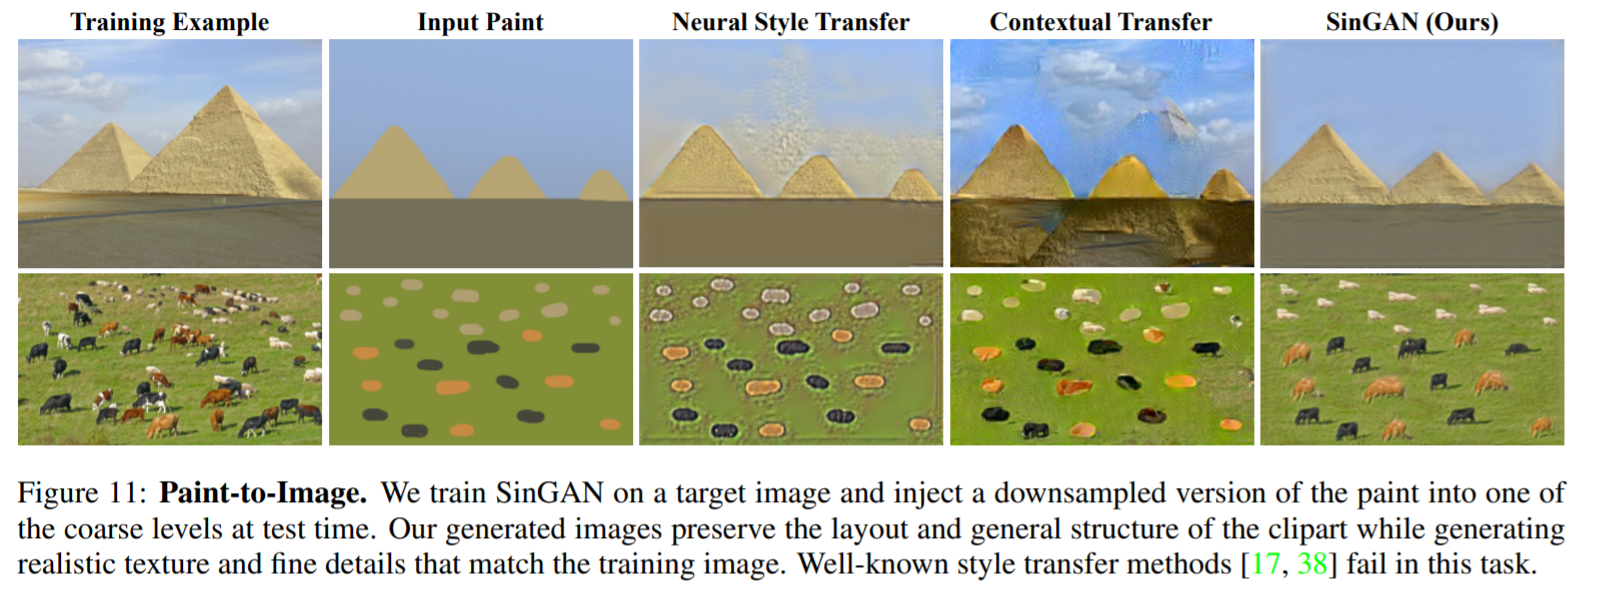 Training Example Input Paint Neural Style Transfer Contextual Transfer SinGAN (Ours)
Figure 11: Paint-to-Image. We train SinGAN on a target image and inject a downsampled version of the paint into one of
the coarse levels at test time. Our generated images preserve the layout and general structure of the clipart while generating
realistic texture and fine details that match the training image. Well-known style transfer methods [17, 38] fail in this task.